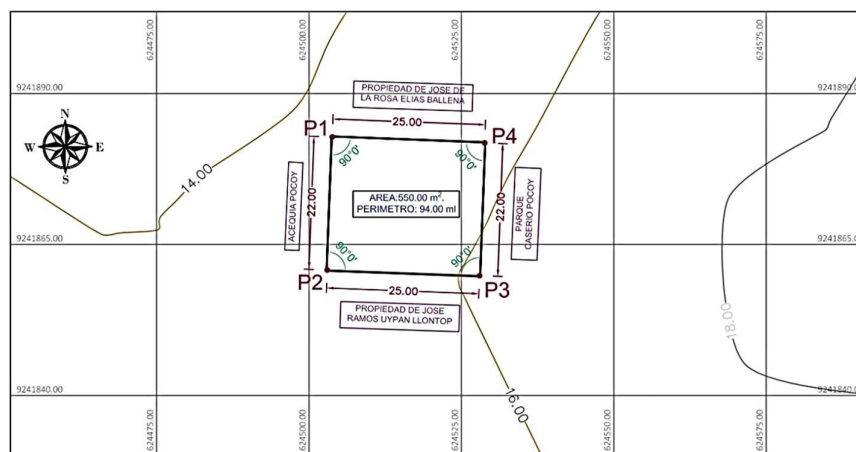 624475.00
624500.00
624525.00
624550.00
624575.00
9241890.00
9241890.00
PROPIEDAD DE JOSE DE
LA ROSA ELIAS BALLENA
N
W E
S
P1
25.00
P4
90°0'
90°0'
14.00
ACEQUIA POCOY
22.00
AREA:550.00 m².
PERIMETRO: 94.00 ml
22.00
PARQUE
CASERIO POCOY
9241865.00
9241865.00
90°0'
90°0'
P2
25.00
P3
PROPIEDAD DE JOSE
RAMOS UYPAN LLONTOP
18.00
9241840.00
9241840.00
16.00
624475.00
624500.00
624525.00
624550.00
624575.00